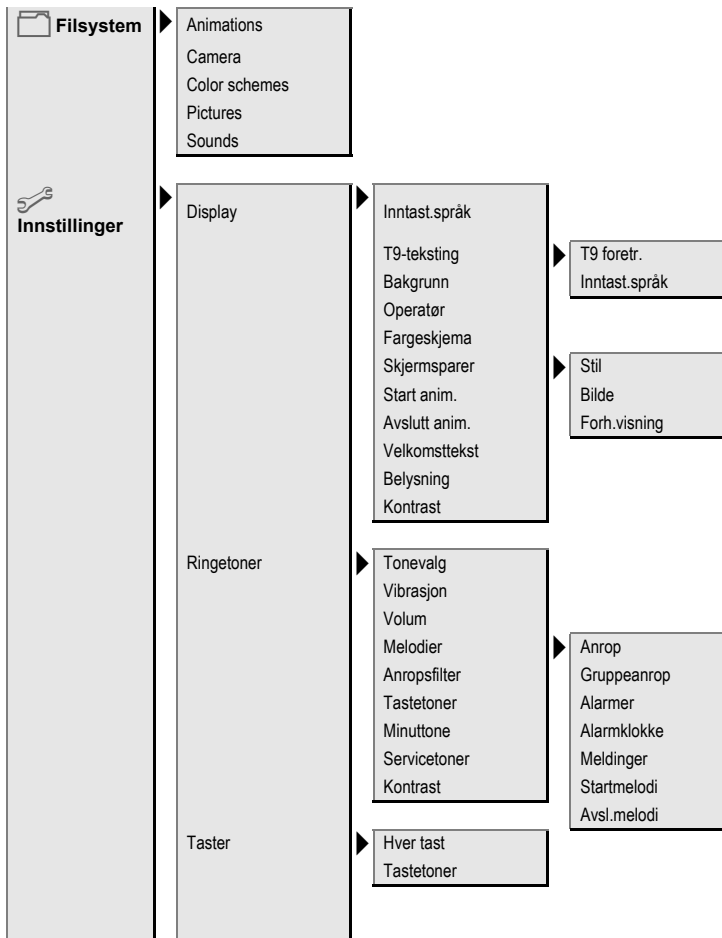 Filsystem
Animations
Camera
Color schemes
Pictures
Sounds
Innstillinger
Display
Inntast.språk
T9-teksting
Bakgrunn
Operatør
Fargeskjema
Skjermsparer
Start anim.
Avslutt anim.
Velkomsttekst
Belysning
Kontrast
T9 foretr.
Inntast.språk
Stil
Bilde
Forh.visning
Ringetoner
Tonevalg
Vibrasjon
Volum
Melodier
Anropsfilter
Tastetoner
Minuttone
Servicetoner
Kontrast
Anrop
Gruppeanrop
Alarmer
Alarmklokke
Meldinger
Startmelodi
Avsl.melodi
Taster
Hver tast
Tastetoner